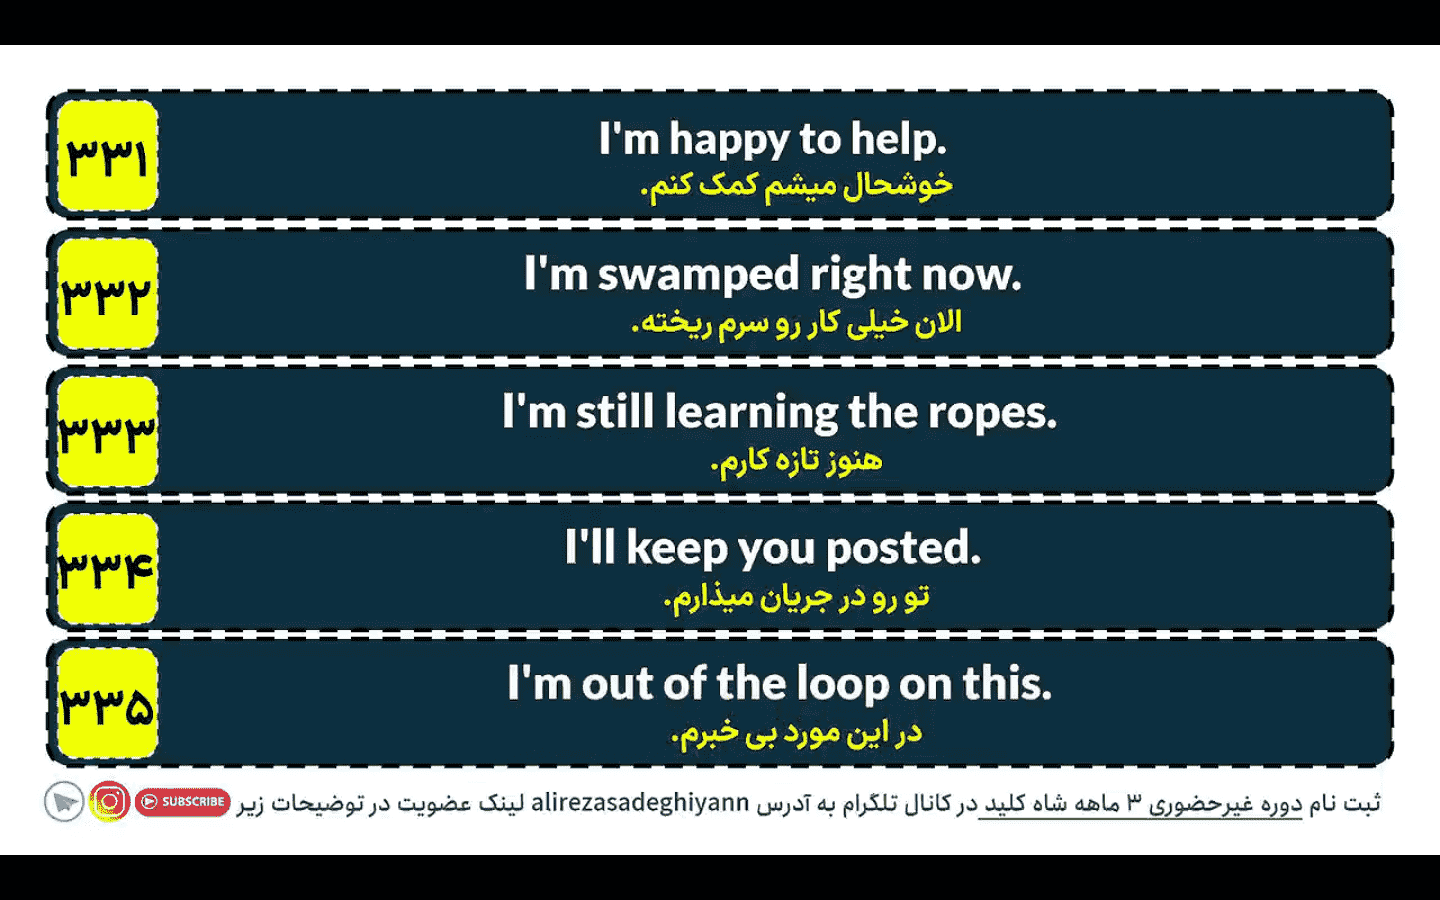 ۳۳۱
I'm happy to help.
خوشحال میشم کمک کنم.
۳۳۲
I'm swamped right now.
الان خیلی کار رو سرم ریخته.
۳۳۳
I'm still learning the ropes.
هنوز تازه کارم.
۳۳۴
I'll keep you posted.
تو رو در جریان میذارم.
۳۳۵
I'm out of the loop on this.
در این مورد بی خبرم.
ثبت نام دوره غیرحضوری ۳ ماهه شاه کلید در کانال تلگرام به آدرس alirezasadeghiyann لینک عضویت در توضیحات زیر
SUBSCRIBE